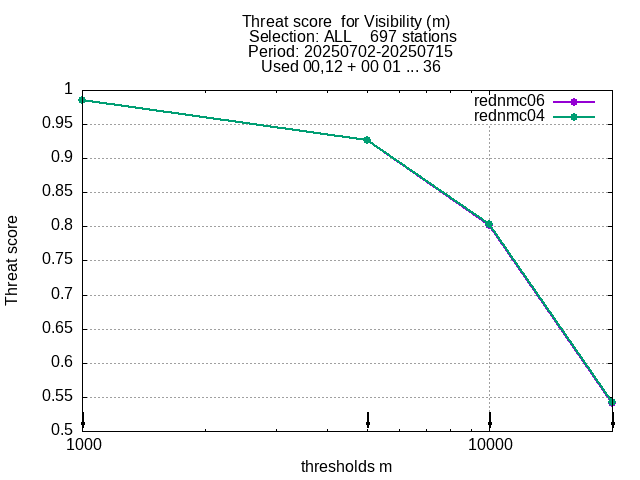 Threat score  for Visibility (m)
Selection: ALL    697 stations
Period: 20250702-20250715
Used 00,12 + 00 01 ... 36
rednmc06
rednmc04
1
0.95
0.9
0.85
0.8
0.75
0.7
0.65
0.6
0.55
0.5
Threat score
1000
10000
thresholds m